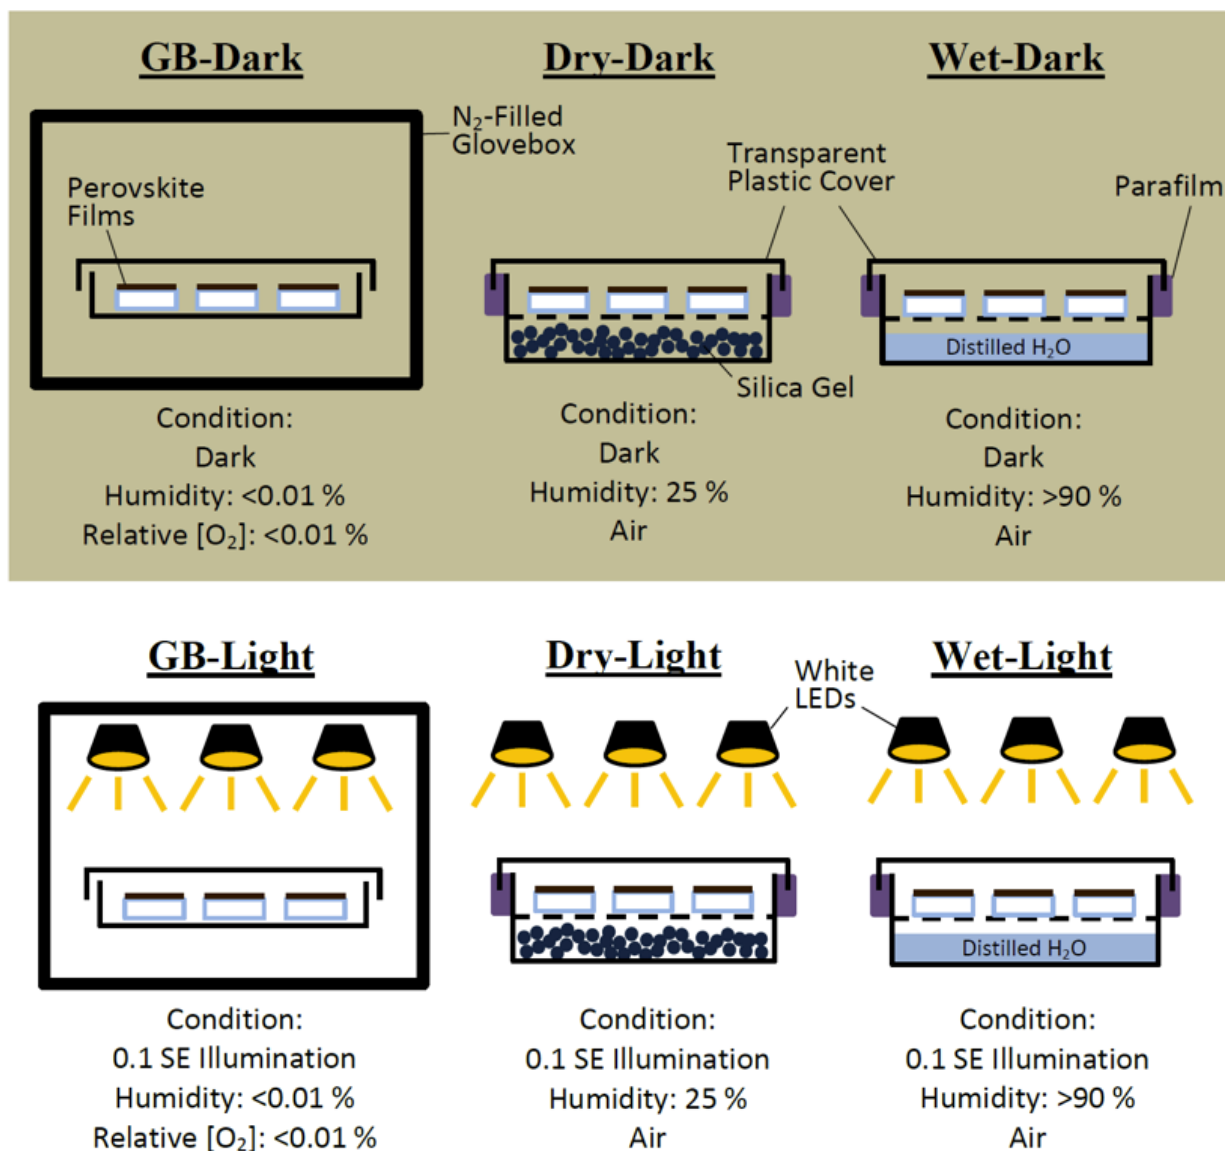 GB-Dark
Dry-Dark
Wet-Dark
N₂-Filled
Glovebox
Perovskite
Films
Transparent
Plastic Cover
Parafilm
Distilled H₂O
Silica Gel
Condition:
Dark
Humidity: <0.01 %
Relative [O₂]: <0.01 %
Condition:
Dark
Humidity: 25 %
Air
Condition:
Dark
Humidity: >90 %
Air
GB-Light
Dry-Light
Wet-Light
White
LEDs
Distilled H₂O
Condition:
0.1 SE Illumination
Humidity: <0.01 %
Relative [O₂]: <0.01 %
Condition:
0.1 SE Illumination
Humidity: 25 %
Air
Condition:
0.1 SE Illumination
Humidity: >90 %
Air